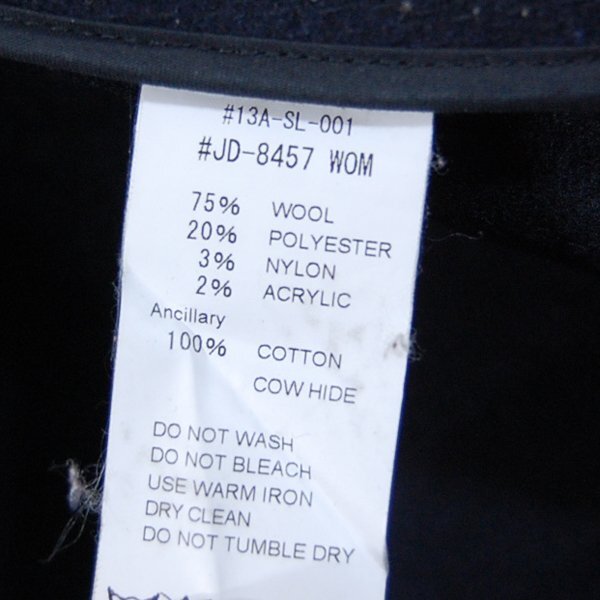 #13A-SL-001
#JD-8457 WOM
75% WOOL
20% POLYESTER
3% NYLON
2% ACRYLIC
Ancillary
100% COTTON
COW HIDE
DO NOT WASH
DO NOT BLEACH
USE WARM IRON
DRY CLEAN
DO NOT TUMBLE DRY